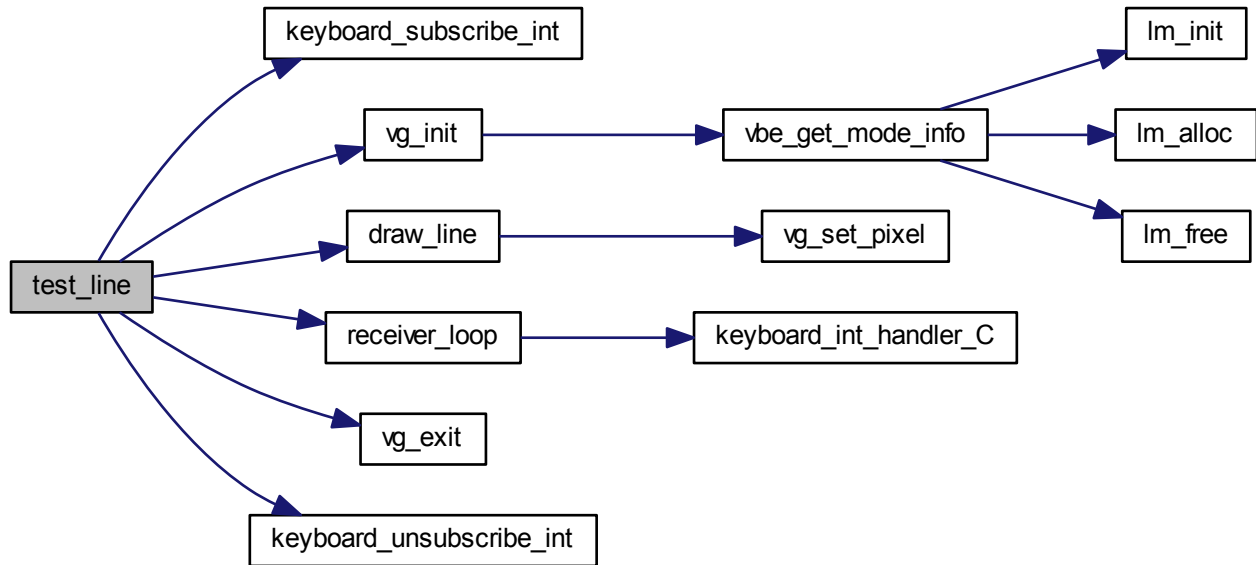 keyboard_subscribe_int
lm_init
vg_init
vbe_get_mode_info
lm_alloc
draw_line
vg_set_pixel
lm_free
test_line
receiver_loop
keyboard_int_handler_C
vg_exit
keyboard_unsubscribe_int